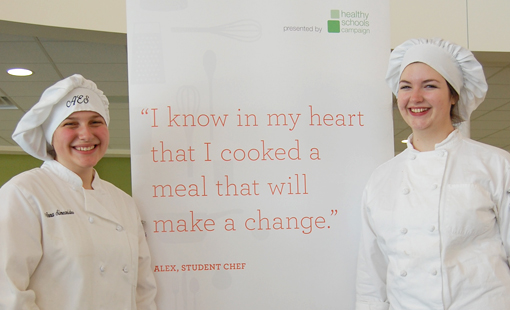 presented by healthy
schools
campaign
ACS
“I know in my heart
that I cooked a
meal that will
make a change.”
ALEX, STUDENT CHEF